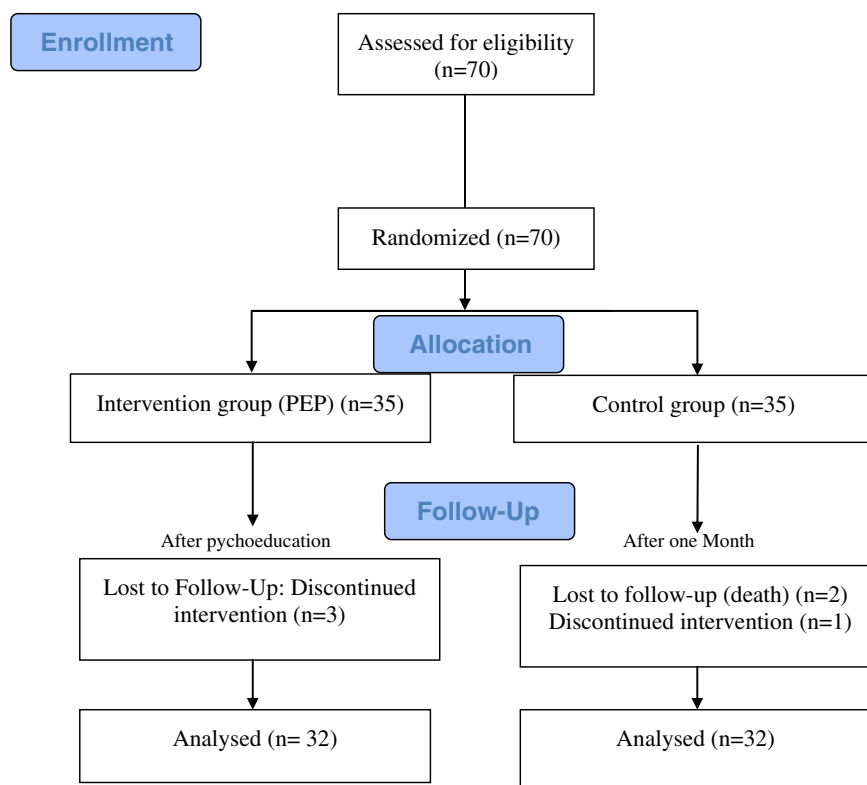 Enrollment
Assessed for eligibility
(n=70)
Randomized (n=70)
Allocation
Intervention group (PEP) (n=35)
Control group (n=35)
Follow-Up
After pychoeducation
After one Month
Lost to Follow-Up: Discontinued
intervention (n=3)
Lost to follow-up (death) (n=2)
Discontinued intervention (n=1)
Analysed (n= 32)
Analysed (n=32)